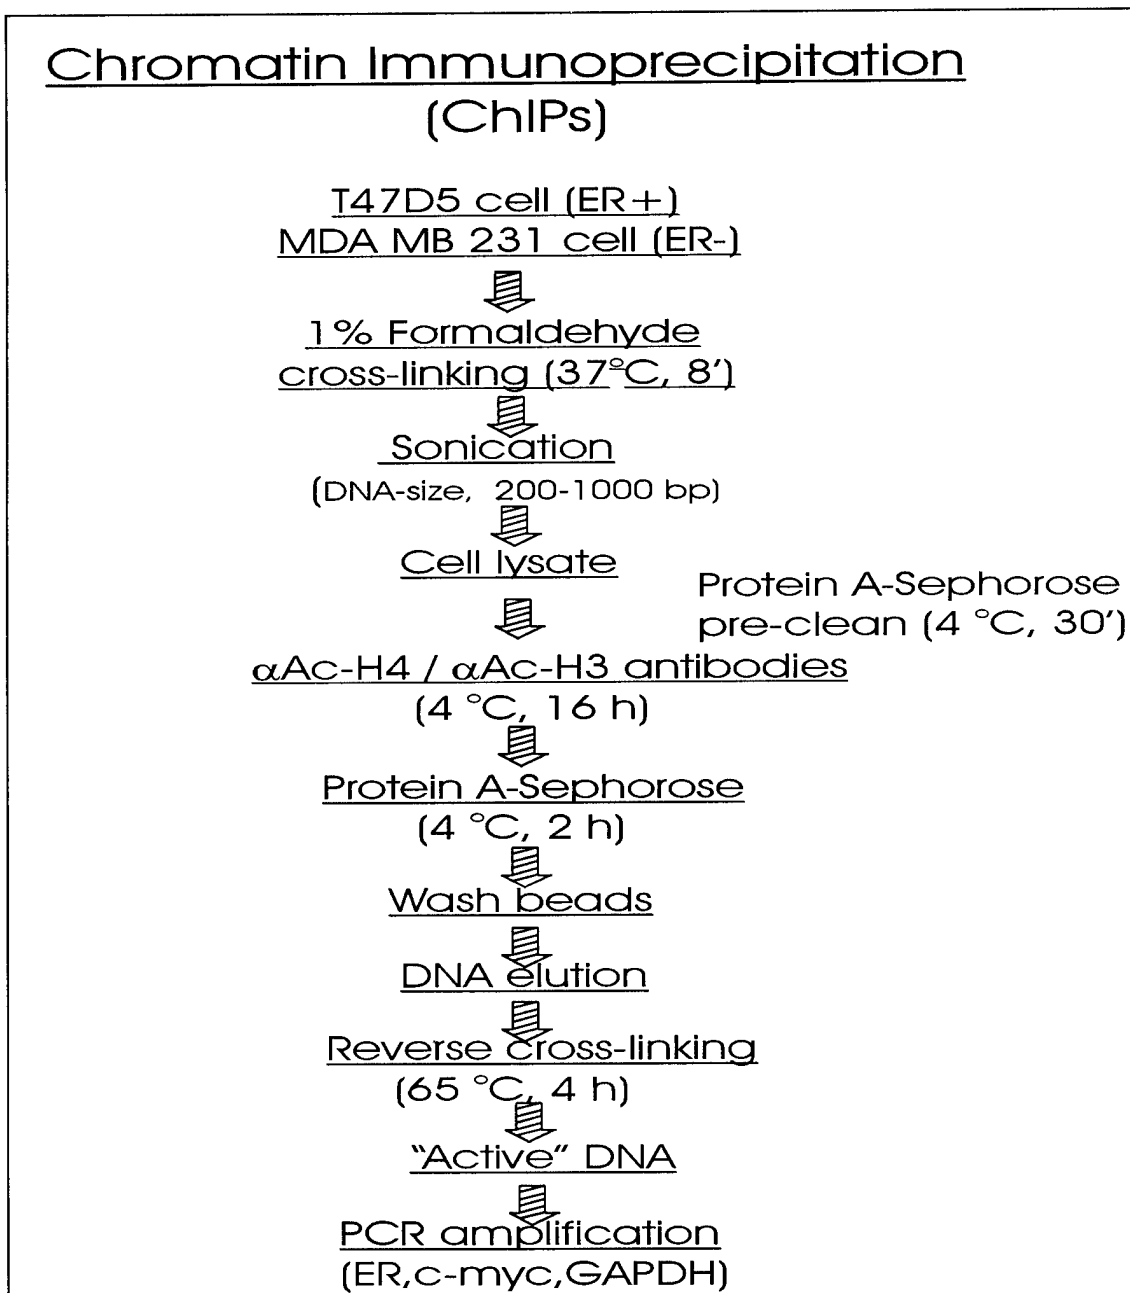 Chromatin Immunoprecipitation
(ChIPs)
T47D5 cell (ER+)
MDA MB 231 cell (ER-)
1% Formaldehyde
cross-linking (37°C, 8’)
Sonication
(DNA-size, 200-1000 bp)
Cell lysate
Protein A-Sephorose
pre-clean (4 °C, 30’)
αAc-H4 / αAc-H3 antibodies
(4 °C, 16 h)
Protein A-Sephorose
(4 °C, 2 h)
Wash beads
DNA elution
Reverse cross-linking
(65 °C, 4 h)
“Active” DNA
PCR amplification
(ER,c-myc,GAPDH)